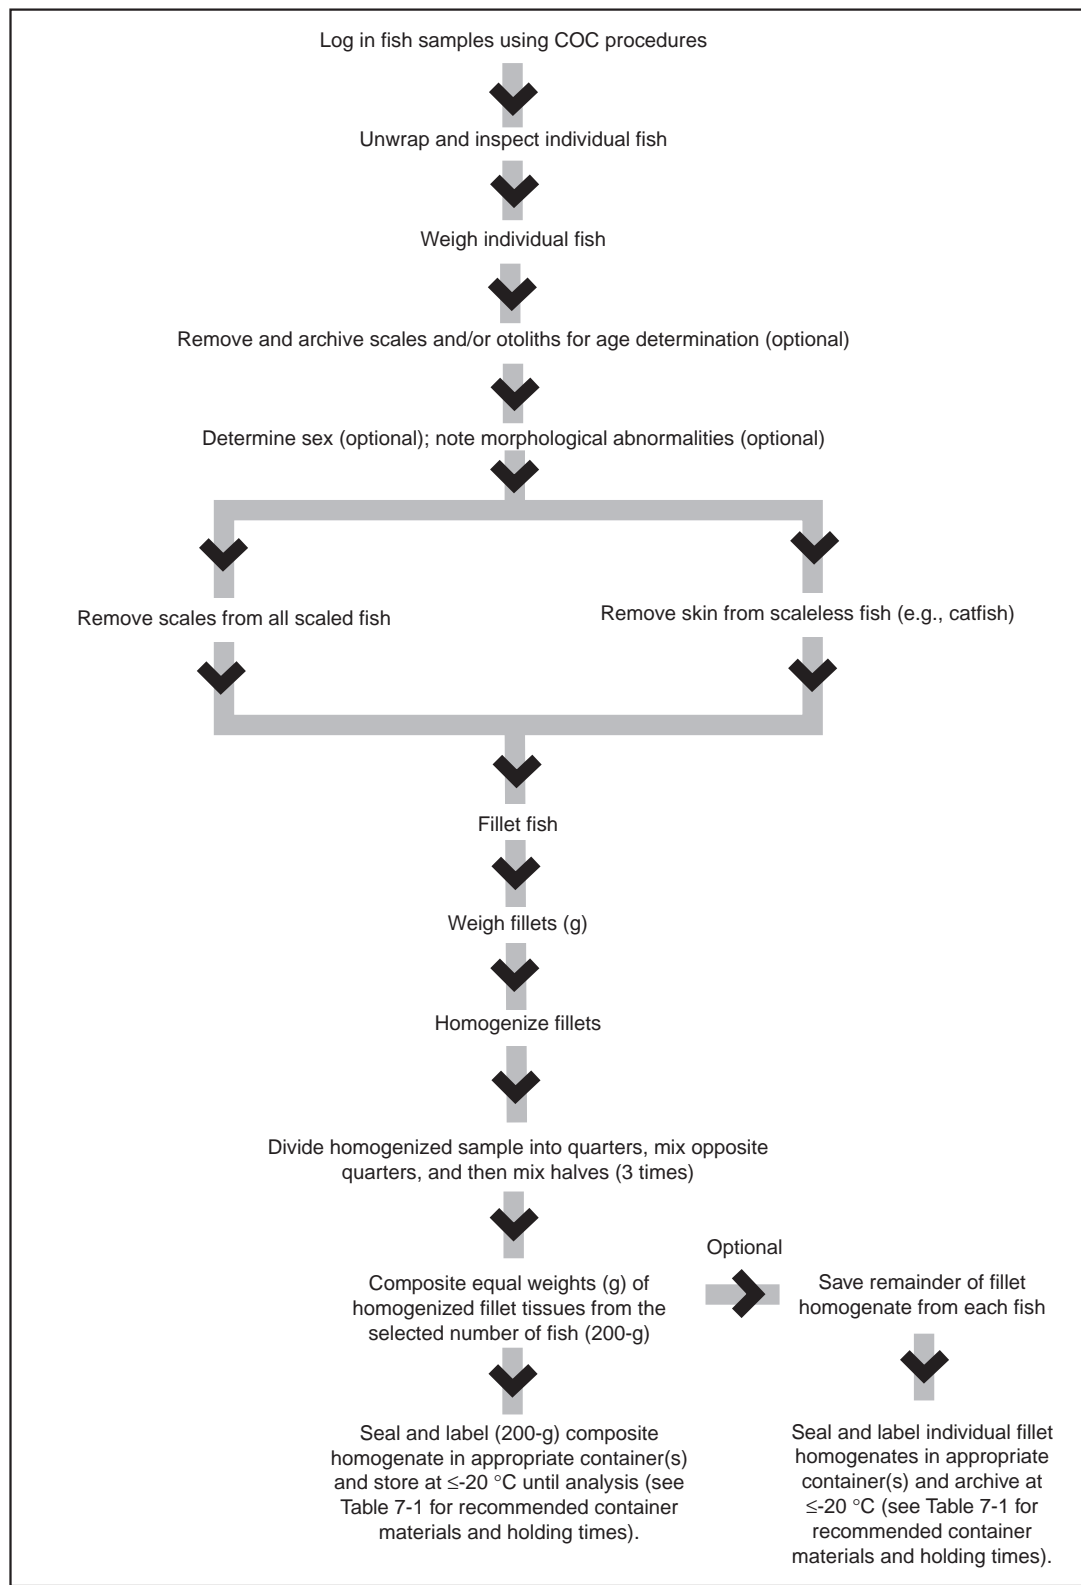 Log in fish samples using COC procedures
Unwrap and inspect individual fish
Weigh individual fish
Remove and archive scales and/or otoliths for age determination (optional)
Determine sex (optional); note morphological abnormalities (optional)
Remove scales from all scaled fish
Remove skin from scaleless fish (e.g., catfish)
Fillet fish
Weigh fillets (g)
Homogenize fillets
Divide homogenized sample into quarters, mix opposite
quarters, and then mix halves (3 times)
Composite equal weights (g) of
homogenized fillet tissues from the
selected number of fish (200-g)
Optional
Save remainder of fillet
homogenate from each fish
Seal and label (200-g) composite
homogenate in appropriate container(s)
and store at ≤-20 °C until analysis (see
Table 7-1 for recommended container
materials and holding times).
Seal and label individual fillet
homogenates in appropriate
container(s) and archive at
≤-20 °C (see Table 7-1 for
recommended container
materials and holding times).